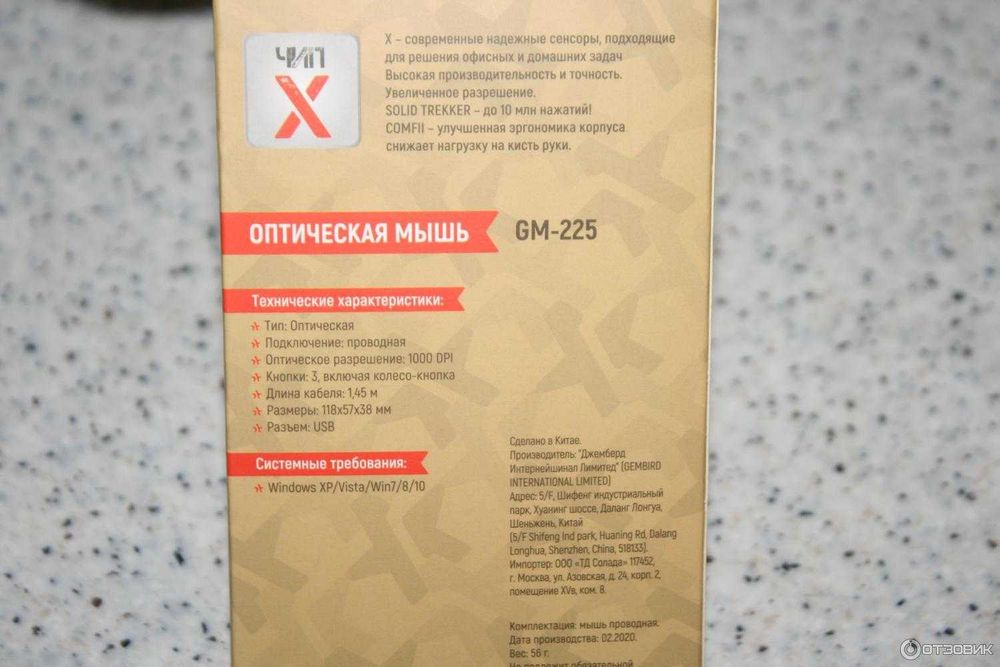 ЧИП
X
X – современные надежные сенсоры, подходящие
для решения офисных и домашних задач
Высокая производительность и точность.
Увеличенное разрешение.
SOLID TREKKER – до 10 млн нажатий!
COMFII – улучшенная эргономика корпуса
снижает нагрузку на кисть руки.
ОПТИЧЕСКАЯ МЫШЬ GM-225
Технические характеристики:
Тип: Оптическая
Подключение: проводная
Оптическое разрешение: 1000 DPI
Кнопки: 3, включая колесо-кнопка
Длина кабеля: 1,45 м
Размеры: 118x57x38 мм
Разъем: USB
Системные требования:
Windows XP/Vista/Win7/8/10
Сделано в Китае.
Производитель: "Джемберд
Интернейшинал Лимитед" (GEMBIRD
INTERNATIONAL LIMITED)
Адрес: 5/F, Шифенг индустриальный
парк, Хуанинг шоссе, Даланг Лонгуа,
Шеньжень, Китай
(5/F Shifeng Ind park, Huaning Rd, Dalang
Longhua, Shenzhen, China, 518133).
Импортер: ООО «ТД Солада» 117452,
г. Москва, ул. Азовская, д. 24, корп. 2,
помещение XVв, ком. 8.
Комплектация: мышь проводная.
Дата производства: 02.2020.
Вес: 56 г.
Не подлежит обязательной
ОТЗОВИК